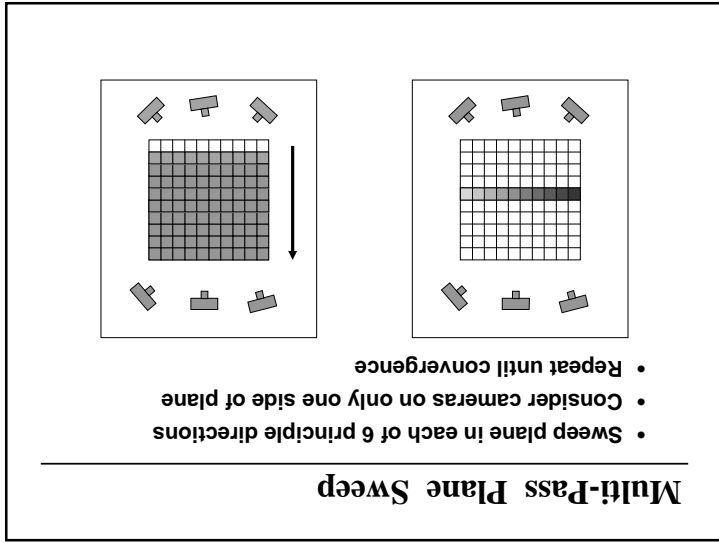 Multi-Pass Plane Sweep
• Sweep plane in each of 6 principle directions
• Consider cameras on only one side of plane
• Repeat until convergence